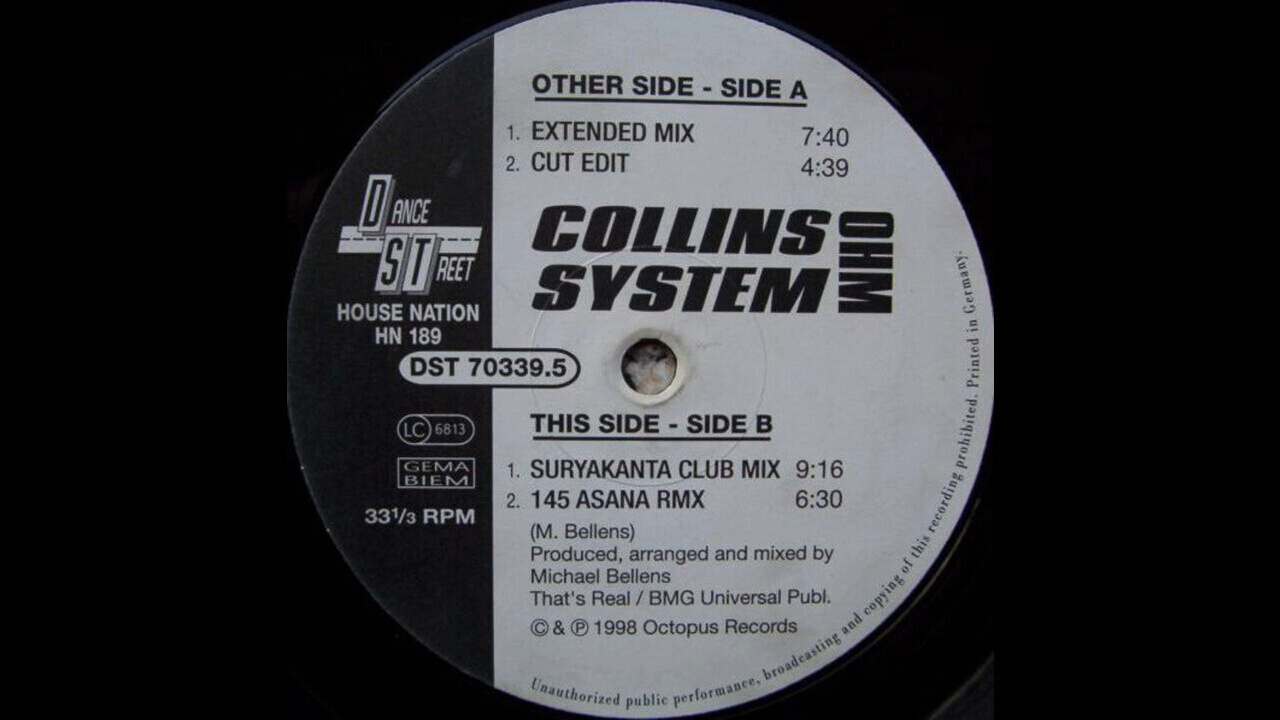 OTHER SIDE - SIDE A
1. EXTENDED MIX 7:40
2. CUT EDIT 4:39
COLLINS
SYSTEM
OHM
DANCE
STREET
HOUSE NATION
HN 189
DST 70339.5
LC 6813
GEMA
BIEM
33 1/3 RPM
THIS SIDE - SIDE B
1. SURYAKANTA CLUB MIX 9:16
2. 145 ASANA RMX 6:30
(M. Bellens)
Produced, arranged and mixed by
Michael Bellens
That's Real / BMG Universal Publ.
© & ℗ 1998 Octopus Records
Unauthorized public performance, broadcasting and copying of this recording prohibited. Printed in Germany.